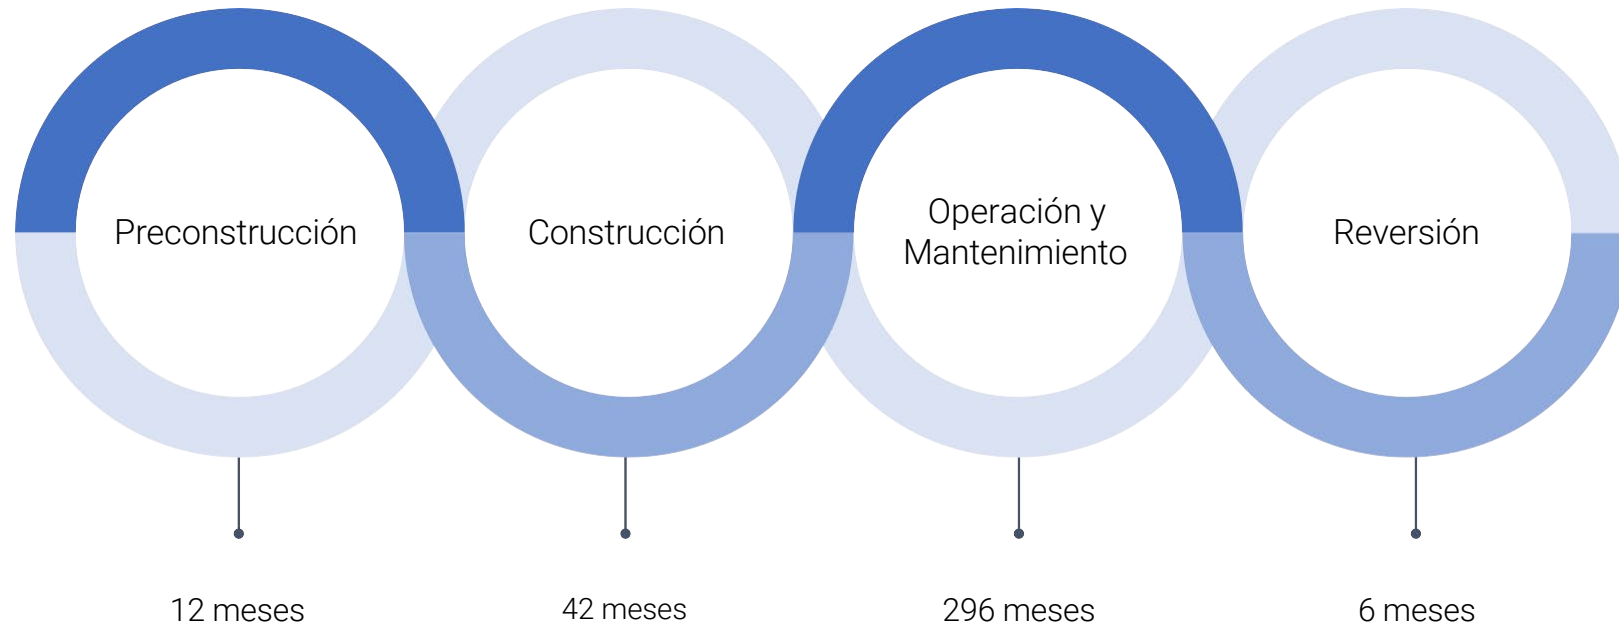 Preconstrucción
Construcción
Operación y
Mantenimiento
Reversión
12 meses
42 meses
296 meses
6 meses